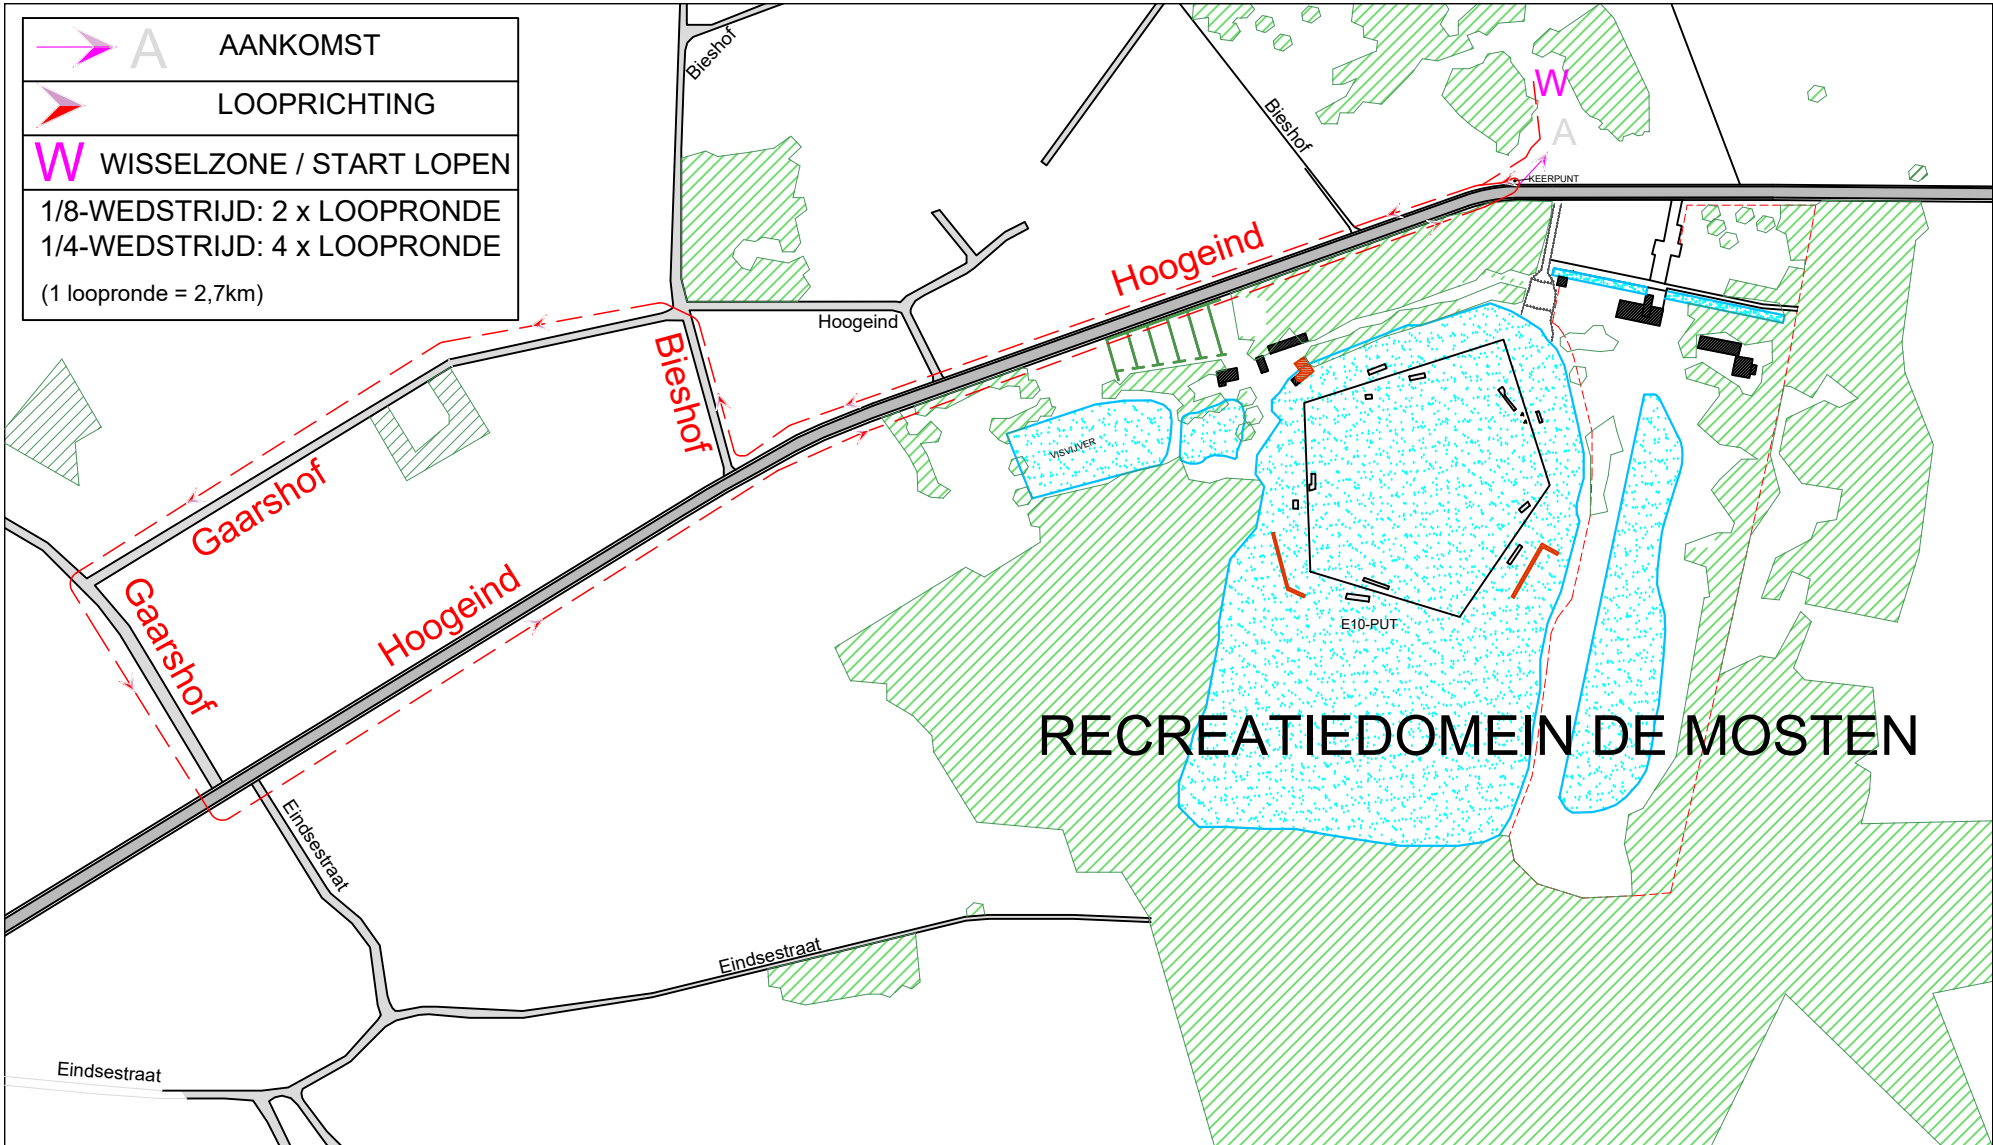 A AANKOMST
LOOPRICHTING
W WISSELZONE / START LOPEN
1/8-WEDSTRIJD: 2 x LOOPRONDE
1/4-WEDSTRIJD: 4 x LOOPRONDE
(1 loopronde = 2,7km)
Bieshof
Bieshof
W
A
KEERPUNT
Hoogeind
Hoogeind
Bieshof
VISVIJVER
Gaarshof
Gaarshof
Hoogeind
E10-PUT
RECREATIEDOMEIN DE MOSTEN
Eindsestraat
Eindsestraat
Eindsestraat